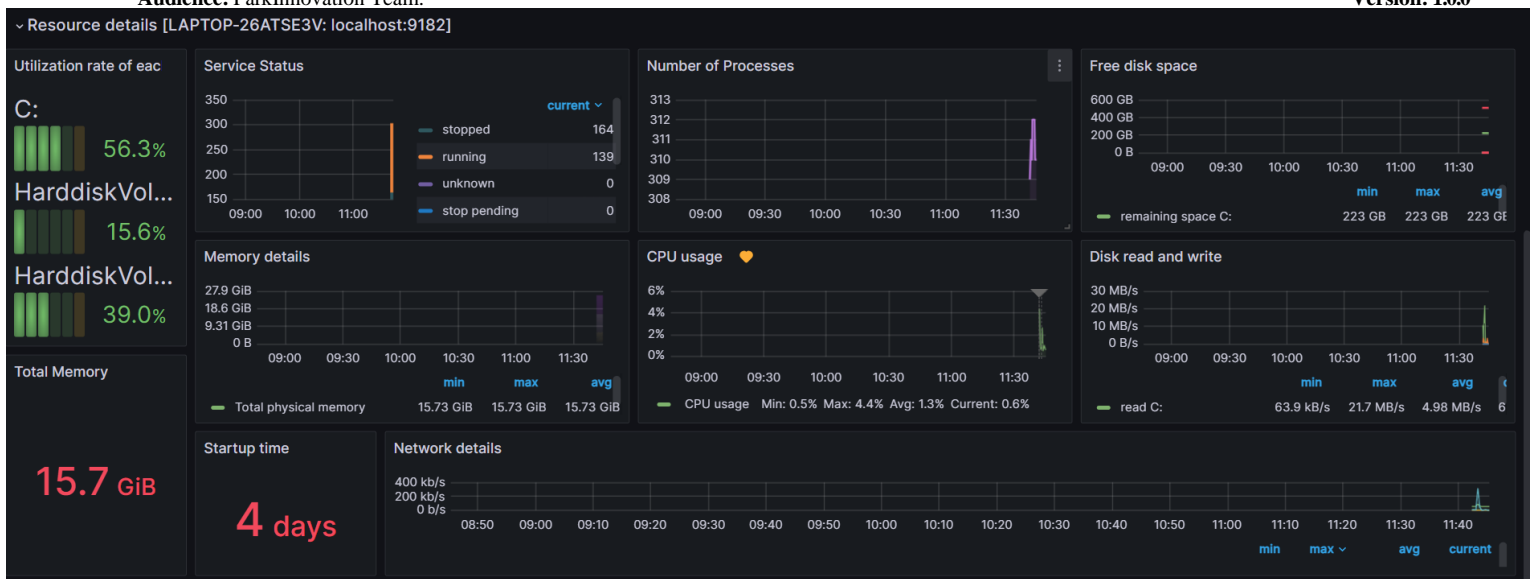 Audience: ParkInnovation Team. Version: 1.0.0
Resource details [LAPTOP-26ATSE3V: localhost:9182]
Utilization rate of eac
C:
56.3%
HarddiskVol...
15.6%
HarddiskVol...
39.0%
Total Memory
15.7 GiB
Service Status
350
300
250
200
150
09:00 10:00 11:00
current
stopped 164
running 139
unknown 0
stop pending 0
Number of Processes
313
312
311
310
309
308
09:00 09:30 10:00 10:30 11:00 11:30
Free disk space
600 GB
400 GB
200 GB
0 B
09:00 09:30 10:00 10:30 11:00 11:30
min max avg
remaining space C: 223 GB 223 GB 223 GE
Memory details
27.9 GiB
18.6 GiB
9.31 GiB
0 B
09:00 09:30 10:00 10:30 11:00 11:30
min max avg
Total physical memory 15.73 GiB 15.73 GiB 15.73 GiB
CPU usage
6%
4%
2%
0%
09:00 09:30 10:00 10:30 11:00 11:30
CPU usage Min: 0.5% Max: 4.4% Avg: 1.3% Current: 0.6%
Disk read and write
30 MB/s
20 MB/s
10 MB/s
0 B/s
09:00 09:30 10:00 10:30 11:00 11:30
min max avg
read C: 63.9 kB/s 21.7 MB/s 4.98 MB/s 6
Startup time
4 days
Network details
400 kb/s
200 kb/s
0 b/s
08:50 09:00 09:10 09:20 09:30 09:40 09:50 10:00 10:10 10:20 10:30 10:40 10:50 11:00 11:10 11:20 11:30 11:40
min max avg current